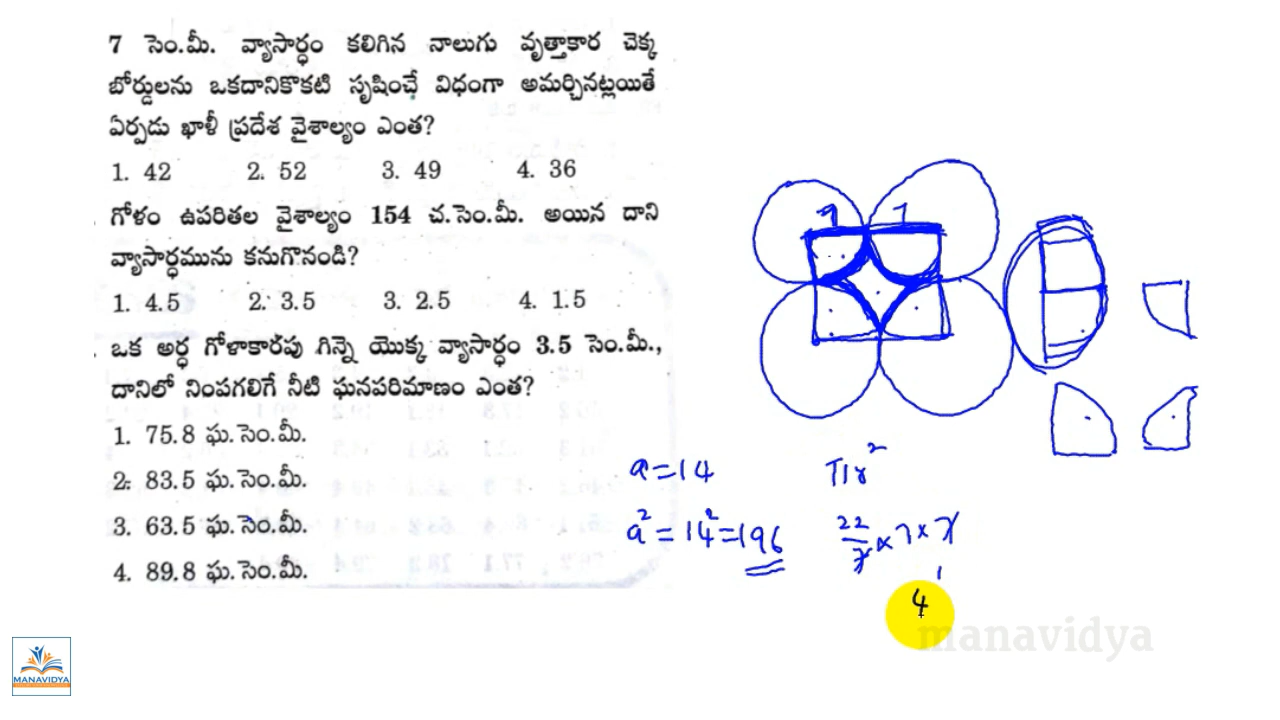 7 సెం.మీ. వ్యాసార్ధం కలిగిన నాలుగు వృత్తాకార చెక్క
బోర్డులను ఒకదానికొకటి సృషించే విధంగా అమర్చినట్లయితే
ఏర్పడు ఖాళీ ప్రదేశ వైశాల్యం ఎంత?
1. 42 2. 52 3. 49 4. 36
గోళం ఉపరితల వైశాల్యం 154 చ.సెం.మీ. అయిన దాని
వ్యాసార్ధమును కనుగొనండి?
1. 4.5 2. 3.5 3. 2.5 4. 1.5
ఒక అర్ధ గోళాకారపు గిన్నె యొక్క వ్యాసార్ధం 3.5 సెం.మీ.,
దానిలో నింపగలిగే నీటి ఘనపరిమాణం ఎంత?
1. 75.8 ఘ.సెం.మీ.
2. 83.5 ఘ.సెం.మీ.
3. 63.5 ఘ.సెం.మీ.
4. 89.8 ఘ.సెం.మీ.
7 7
a=14 πr²
a²=14²=196 22/7 × 7 × 7
1
4
manavidya
MANAVIDYA